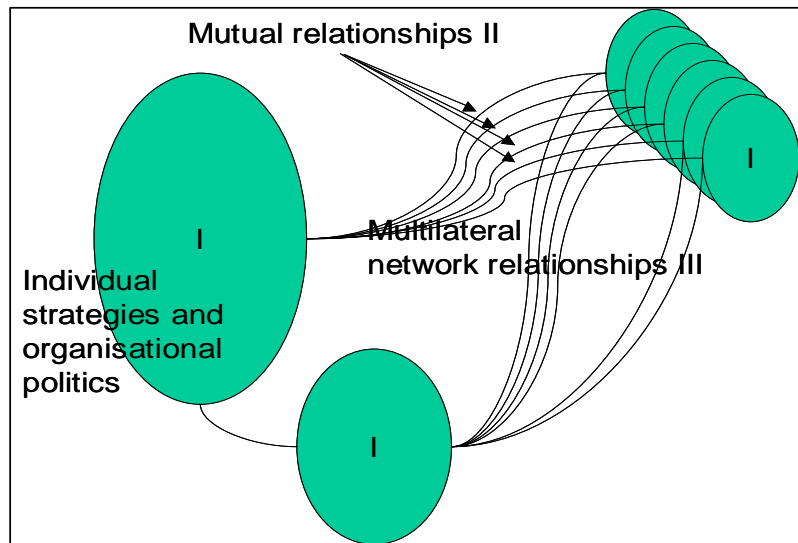 Mutual relationships II
I
I
Multilateral
network relationships III
Individual
strategies and
organisational
politics
I